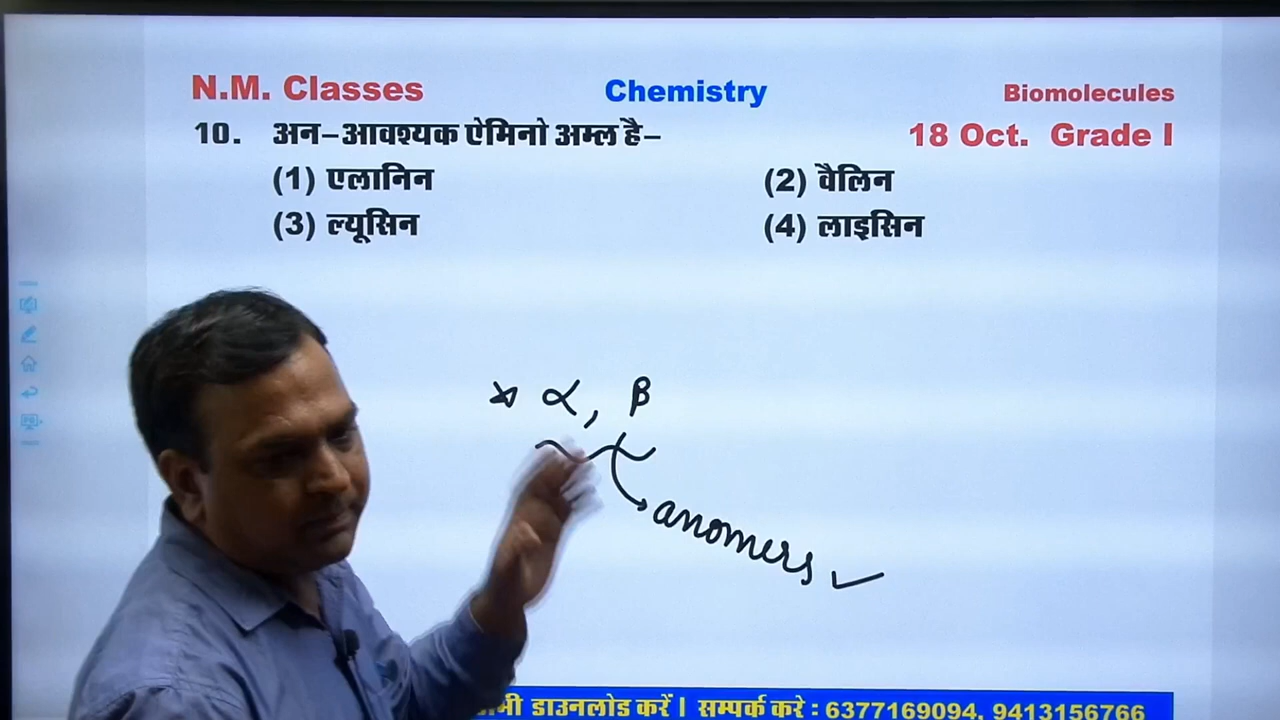 N.M. Classes Chemistry Biomolecules
10. अन-आवश्यक ऐमिनो अम्ल है- 18 Oct. Grade I
(1) एलानिन (2) वैलिन
(3) ल्यूसिन (4) लाइसिन
α, β
anomers
डाउनलोड करें। सम्पर्क करे : 6377169094, 9413156766